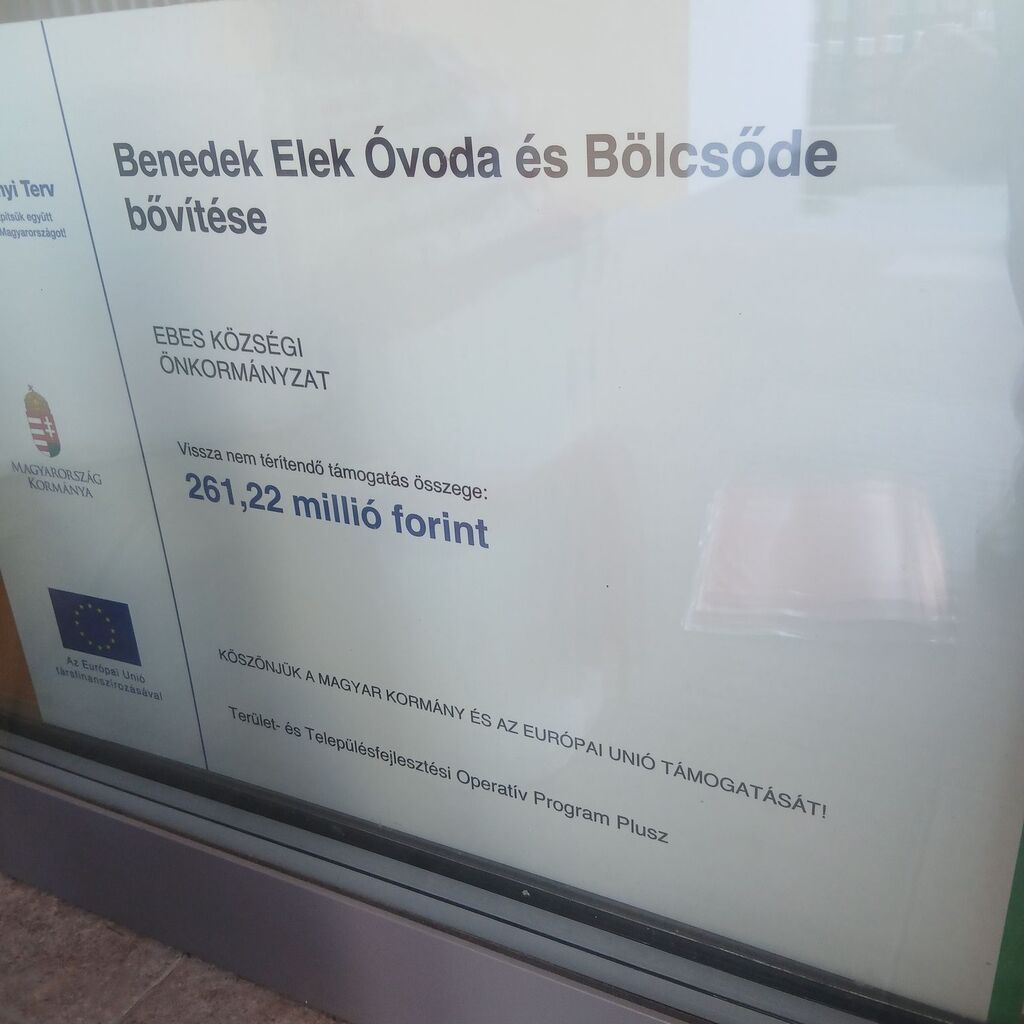 Benedek Elek Óvoda és Bölcsőde
bővítése
Terv
együtt
Magyarországot!
EBES KÖZSÉGI
ÖNKORMÁNYZAT
MAGYARORSZÁG
KORMÁNYA
Vissza nem térítendő támogatás összege:
261,22 millió forint
Az Európai Unió
társfinanszírozásával
KÖSZÖNJÜK A MAGYAR KORMÁNY ÉS AZ EURÓPAI UNIÓ TÁMOGATÁSÁT!
Terület- és Településfejlesztési Operatív Program Plusz